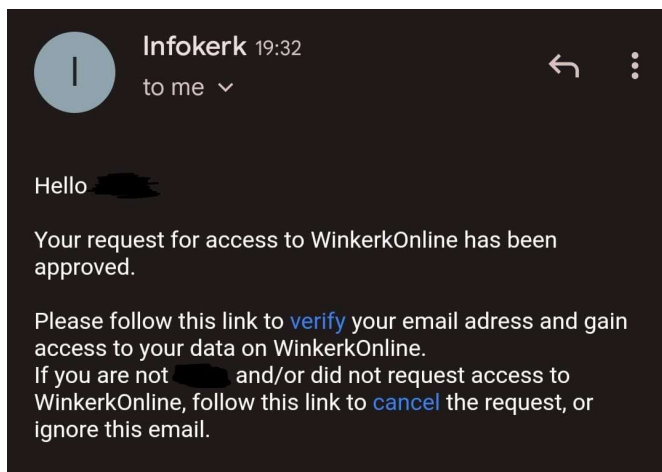 I
Infokerk 19:32
to me
Hello
Your request for access to WinkerkOnline has been
approved.
Please follow this link to verify your email adress and gain
access to your data on WinkerkOnline.
If you are not and/or did not request access to
WinkerkOnline, follow this link to cancel the request, or
ignore this email.